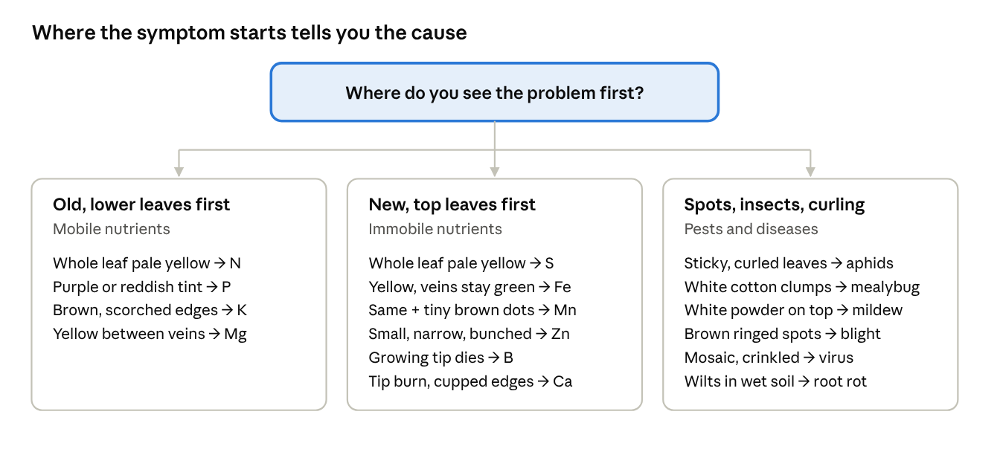 Where the symptom starts tells you the cause
Where do you see the problem first?
Old, lower leaves first
Mobile nutrients
Whole leaf pale yellow → N
Purple or reddish tint → P
Brown, scorched edges → K
Yellow between veins → Mg
New, top leaves first
Immobile nutrients
Whole leaf pale yellow → S
Yellow, veins stay green → Fe
Same + tiny brown dots → Mn
Small, narrow, bunched → Zn
Growing tip dies → B
Tip burn, cupped edges → Ca
Spots, insects, curling
Pests and diseases
Sticky, curled leaves → aphids
White cotton clumps → mealybug
White powder on top → mildew
Brown ringed spots → blight
Mosaic, crinkled → virus
Wilts in wet soil → root rot